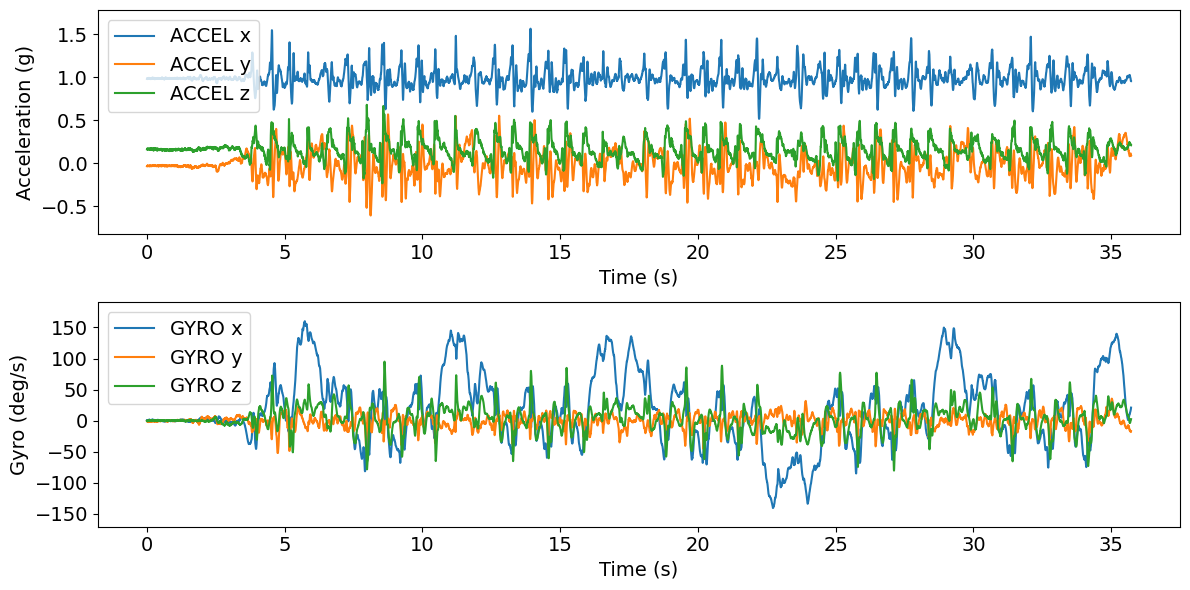 ACCEL x
ACCEL y
ACCEL z
Acceleration (g)
1.5
1.0
0.5
0.0
−0.5
0 5 10 15 20 25 30 35
Time (s)
GYRO x
GYRO y
GYRO z
Gyro (deg/s)
150
100
50
0
−50
−100
−150
0 5 10 15 20 25 30 35
Time (s)